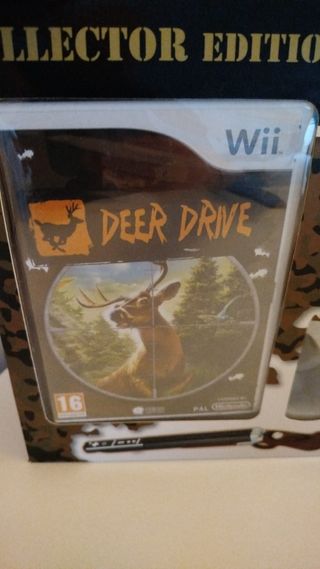 LLECTOR EDITIO
Wii
DEER DRIVE
16
PAL
Nintendo